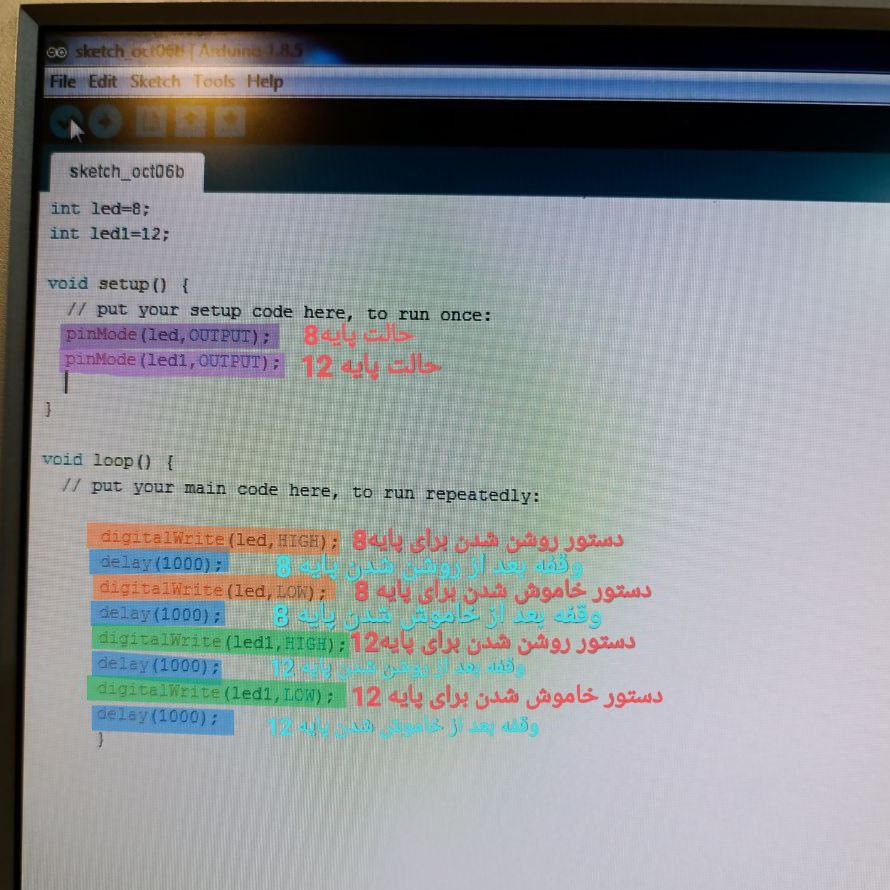 sketch_oct06b | Arduino 1.8.5
File Edit Sketch Tools Help
sketch_oct06b
int led=8;
int led1=12;
void setup() {
// put your setup code here, to run once:
pinMode(led,OUTPUT); حالت پایه8
pinMode(led1,OUTPUT); حالت پایه 12
}
void loop() {
// put your main code here, to run repeatedly:
digitalWrite(led,HIGH); دستور روشن شدن برای پایه8
delay(1000); وقفه بعد از روشن شدن پایه 8
digitalWrite(led,LOW); دستور خاموش شدن برای پایه 8
delay(1000); وقفه بعد از خاموش شدن پایه 8
digitalWrite(led1,HIGH); دستور روشن شدن برای پایه12
delay(1000); وقفه بعد از روشن شدن پایه 12
digitalWrite(led1,LOW); دستور خاموش شدن برای پایه 12
delay(1000); وقفه بعد از خاموش شدن پایه 12
}